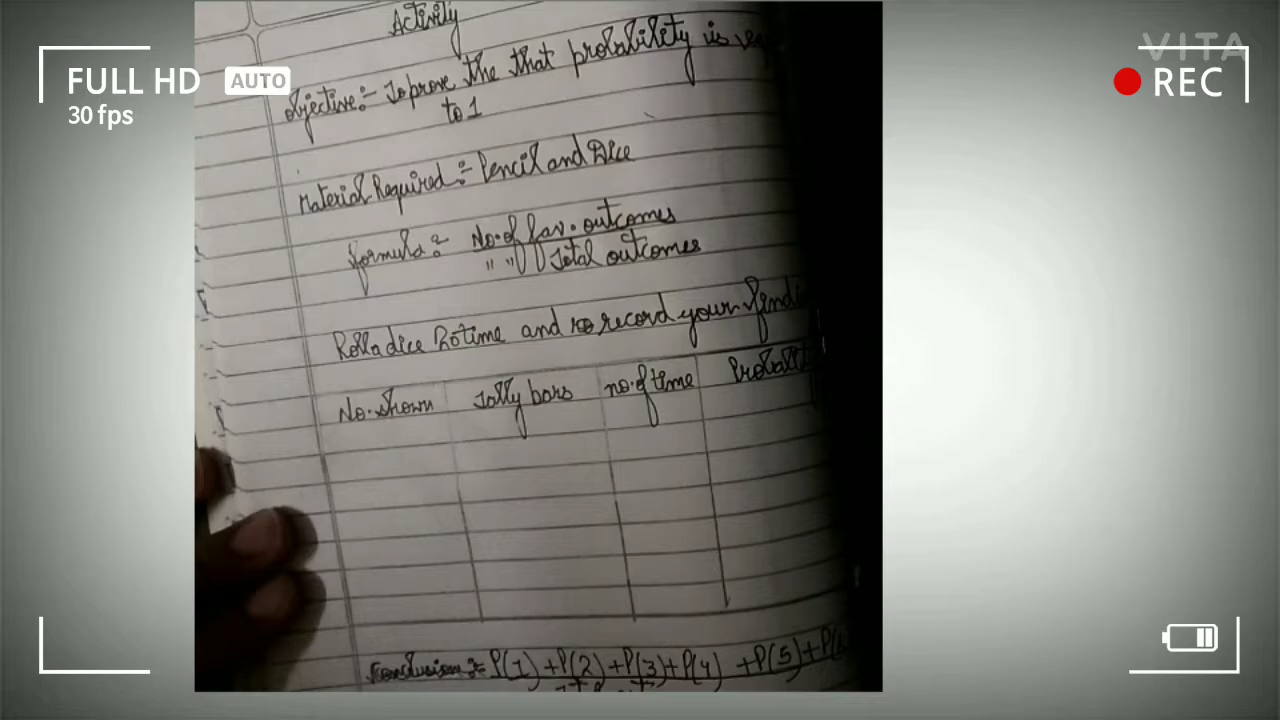 VITA
FULL HD AUTO
30 fps
REC
Activity
Objective:- To prove the that probability is
to 1
Material Required :- Pencil and Dice
formula :- No. of fav. outcomes
" " Total outcomes
Roll a dice 20 time and record your
No. shown Tally bars no. of time
Conclusion :- P(1) + P(2) + P(3) + P(4) + P(5) +